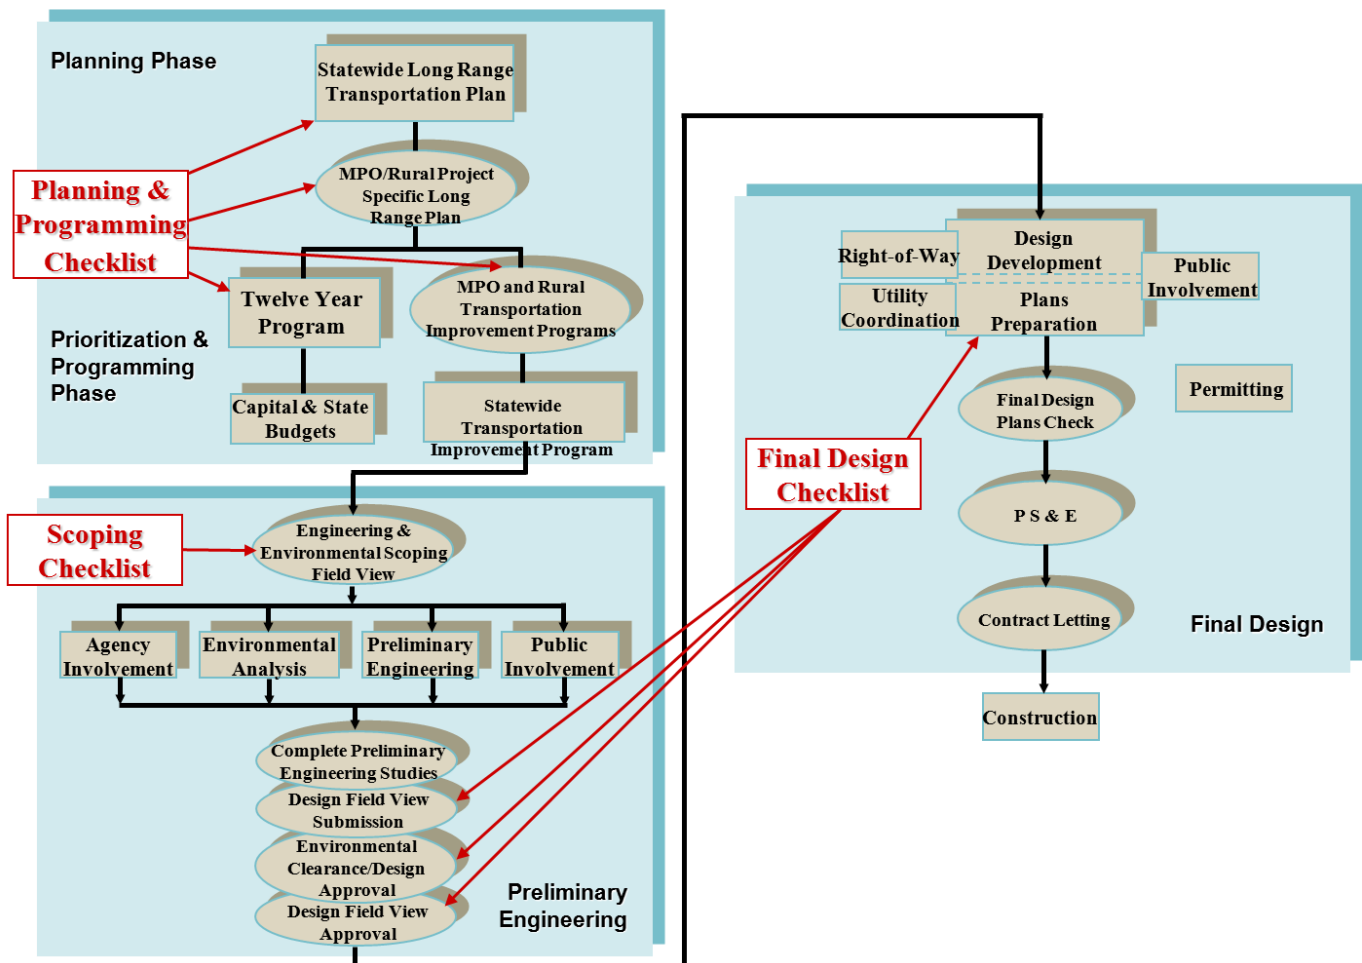 Planning Phase
Statewide Long Range
Transportation Plan
MPO/Rural Project
Specific Long
Range Plan
Planning &
Programming
Checklist
Twelve Year
Program
MPO and Rural
Transportation
Improvement Programs
Prioritization &
Programming
Phase
Capital & State
Budgets
Statewide
Transportation
Improvement Program
Scoping
Checklist
Engineering &
Environmental Scoping
Field View
Agency
Involvement
Environmental
Analysis
Preliminary
Engineering
Public
Involvement
Complete Preliminary
Engineering Studies
Design Field View
Submission
Environmental
Clearance/Design
Approval
Design Field View
Approval
Preliminary
Engineering
Right-of-Way
Design
Development
Public
Involvement
Utility
Coordination
Plans
Preparation
Permitting
Final Design
Plans Check
Final Design
Checklist
P S & E
Contract Letting
Final Design
Construction